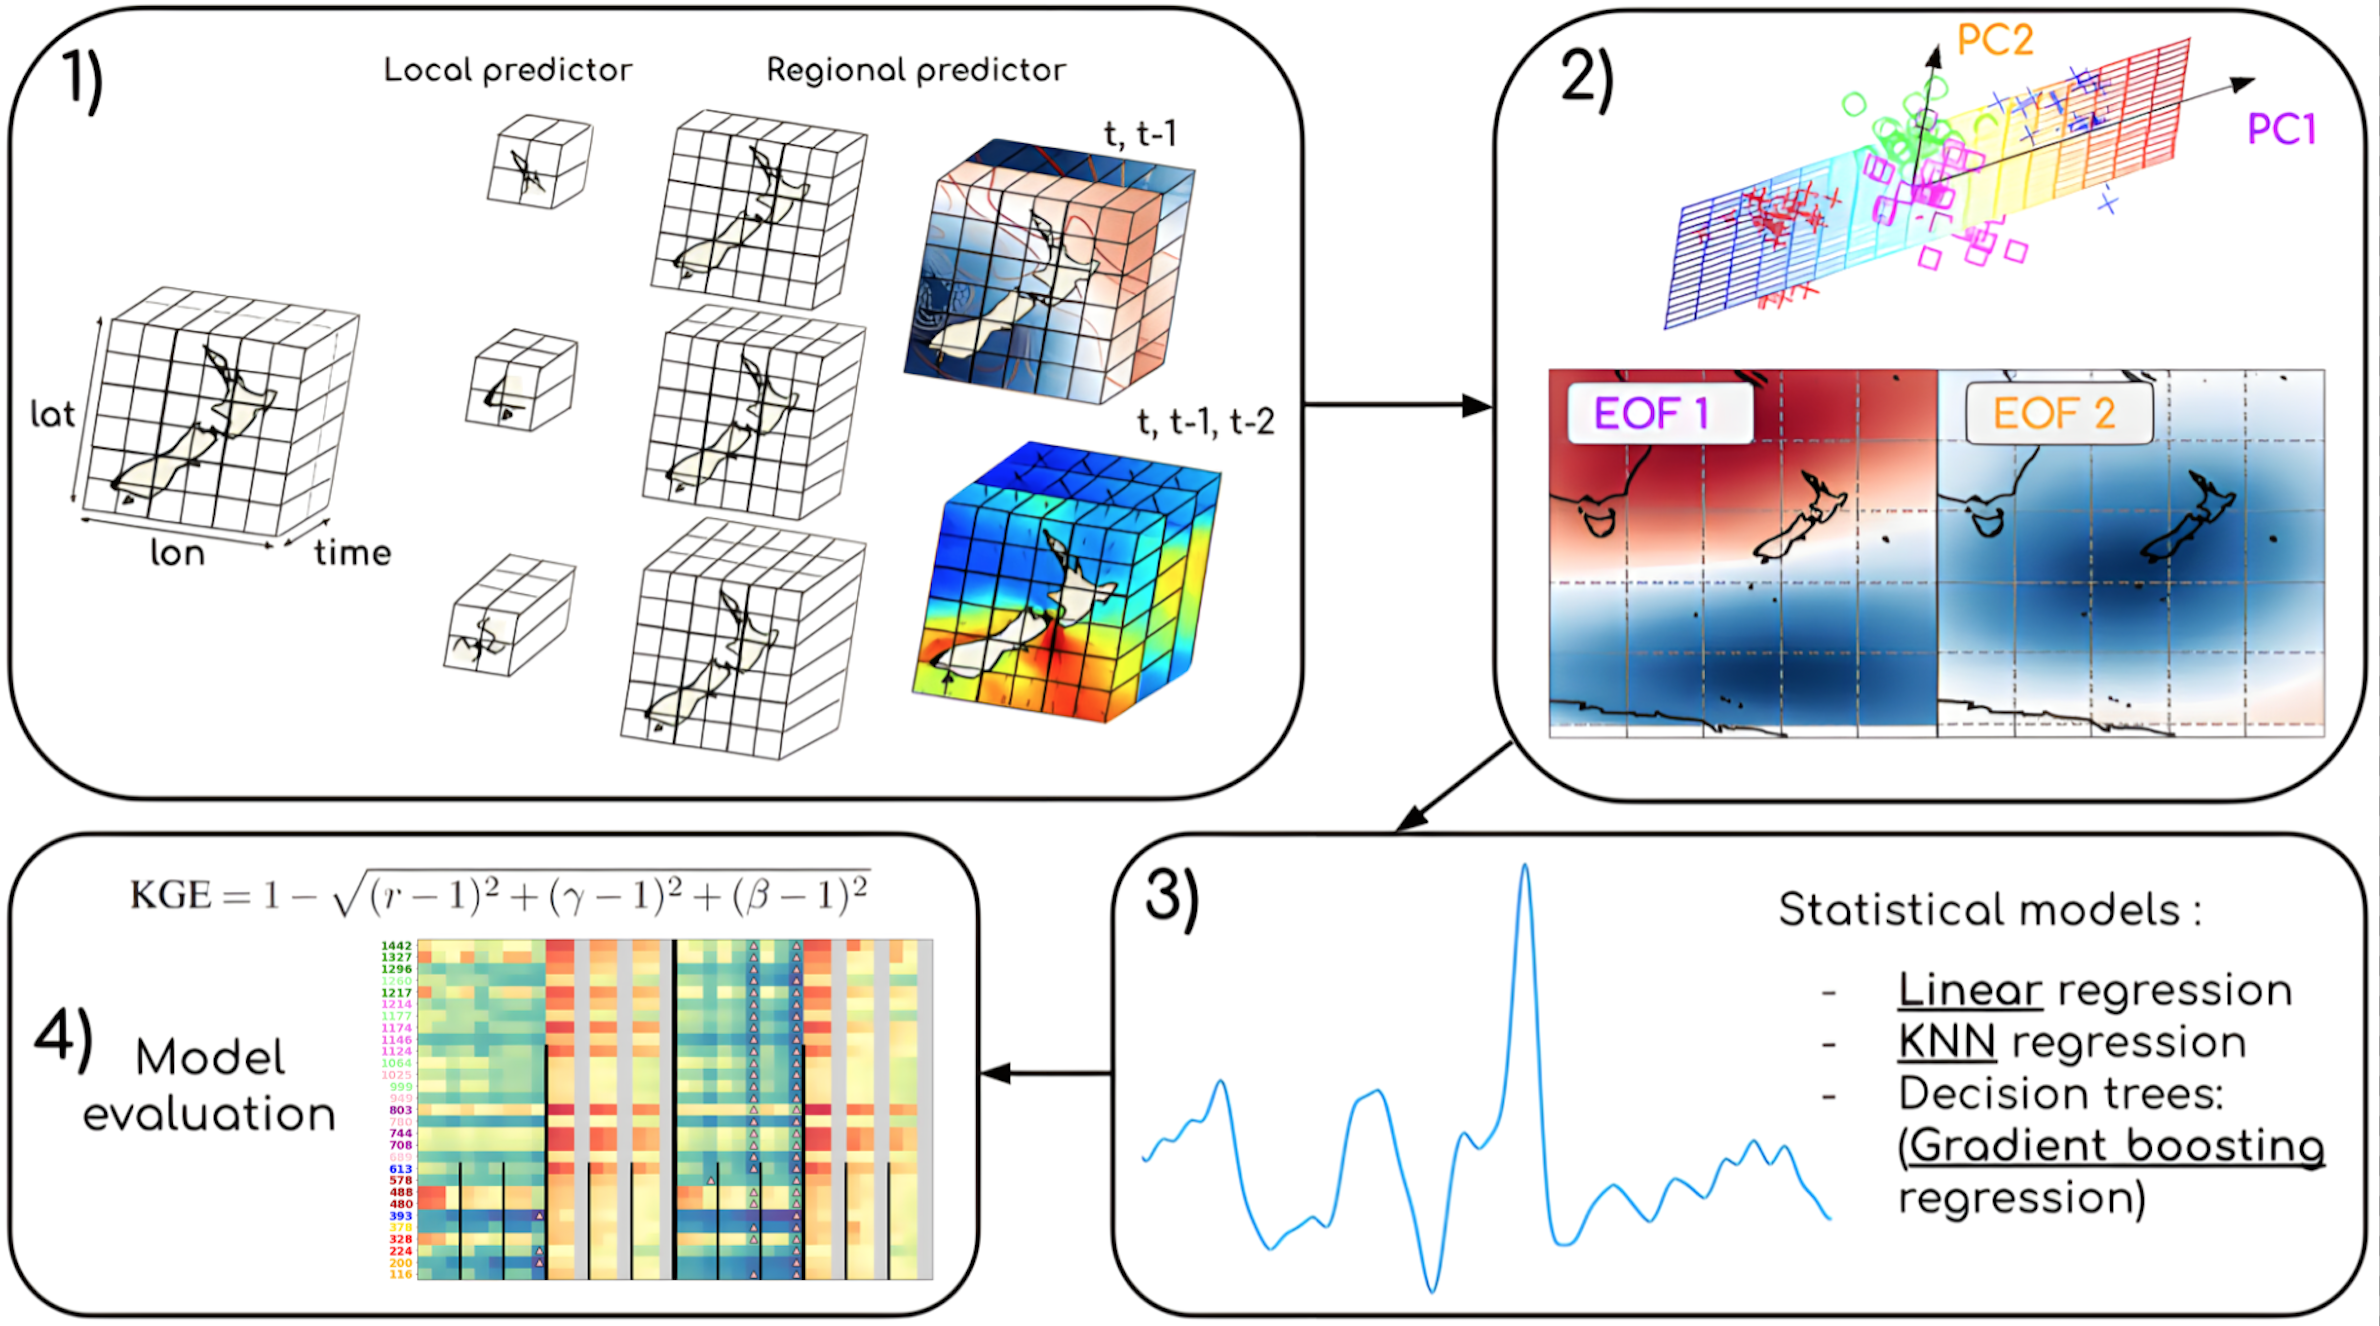 1)
Local predictor
Regional predictor
t, t-1
lat
lon
time
t, t-1, t-2
2)
PC2
PC1
EOF 1
EOF 2
3)
Statistical models :
- Linear regression
- KNN regression
- Decision trees:
(Gradient boosting
regression)
4)
Model
evaluation
KGE = 1 − √(r − 1)² + (γ − 1)² + (β − 1)²
1442
1327
1296
1260
1217
1214
1177
1174
1146
1124
1064
1025
999
949
803
780
744
708
689
613
578
488
480
393
378
328
224
200
116